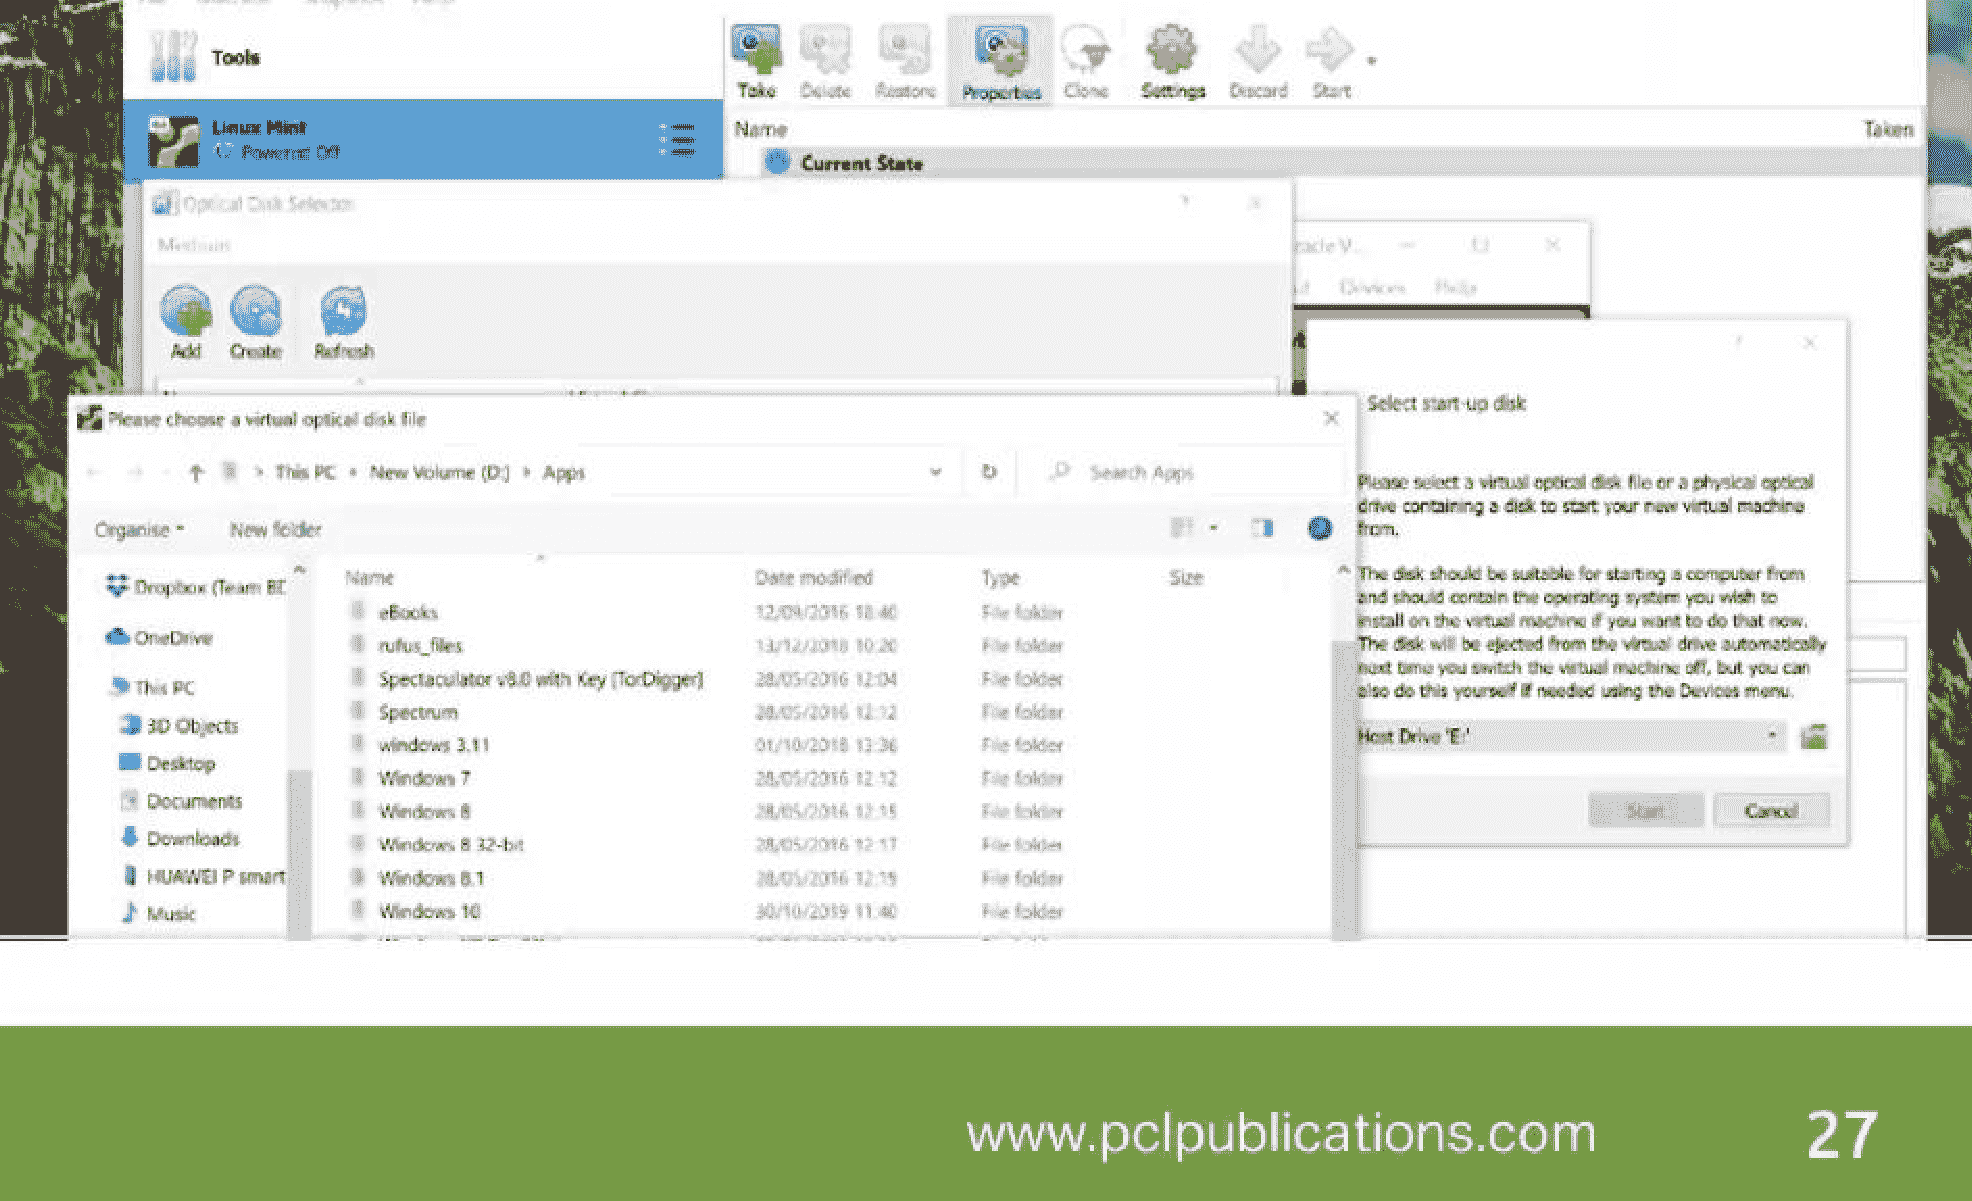 Tools
Take Delete Restore Properties Clone Settings Discard Start
Linux Mint
Powered Off
Name Taken
Current State
Optical Disk Selector
Medium
Add Create Refresh
Devices Help
Please choose a virtual optical disk file
Select start-up disk
This PC New Volume (D:) Apps
Search Apps
Organise New folder
Please select a virtual optical disk file or a physical optical
drive containing a disk to start your new virtual machine
from.
The disk should be suitable for starting a computer from
and should contain the operating system you wish to
install on the virtual machine if you want to do that now.
The disk will be ejected from the virtual drive automatically
next time you switch the virtual machine off, but you can
also do this yourself if needed using the Devices menu.
Host Drive 'E:'
Start Cancel
Dropbox (Team BD
OneDrive
This PC
3D Objects
Desktop
Documents
Downloads
HUAWEI P smart
Music
Name Date modified Type Size
eBooks 12/09/2016 18:40 File folder
rufus_files 13/12/2018 10:20 File folder
Spectaculator v8.0 with Key [TorDigger] 28/05/2016 12:04 File folder
Spectrum 28/05/2016 12:12 File folder
windows 3.11 01/10/2018 13:36 File folder
Windows 7 28/05/2016 12:12 File folder
Windows 8 28/05/2016 12:15 File folder
Windows 8 32-bit 28/05/2016 12:17 File folder
Windows 8.1 28/05/2016 12:19 File folder
Windows 10 30/10/2019 11:40 File folder
www.pclpublications.com 27